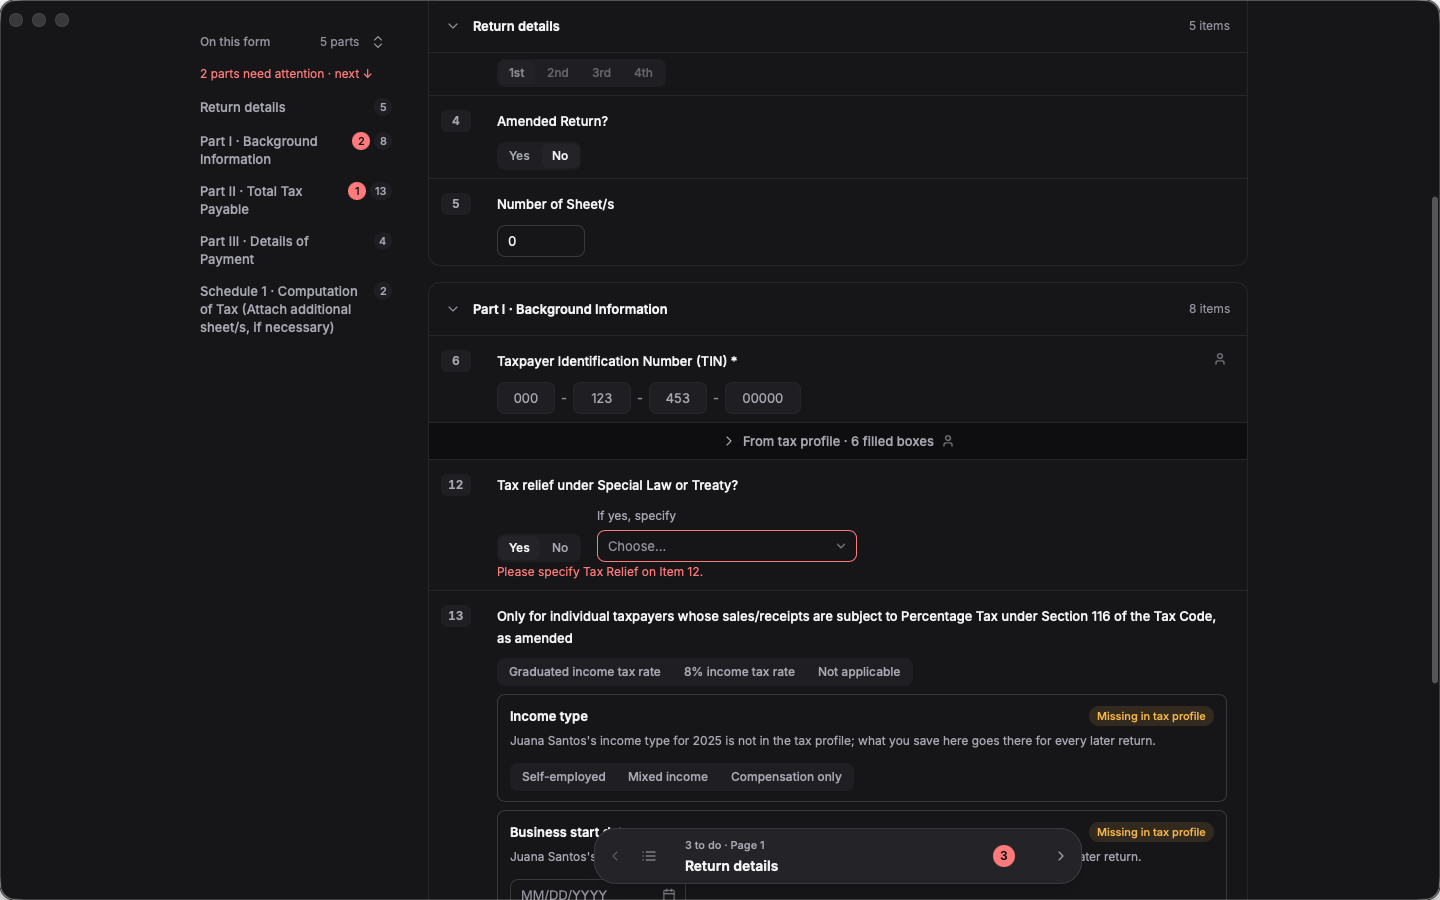 On this form
5 parts
2 parts need attention · next ↓
Return details
5
Part I · Background
Information
2
8
Part II · Total Tax
Payable
1
13
Part III · Details of
Payment
4
Schedule 1 · Computation
of Tax (Attach additional
sheet/s, if necessary)
2
Return details
5 items
1st 2nd 3rd 4th
4
Amended Return?
Yes No
5
Number of Sheet/s
0
Part I · Background Information
8 items
6
Taxpayer Identification Number (TIN) *
000 - 123 - 453 - 00000
From tax profile · 6 filled boxes
12
Tax relief under Special Law or Treaty?
If yes, specify
Yes No
Choose...
Please specify Tax Relief on Item 12.
13
Only for individual taxpayers whose sales/receipts are subject to Percentage Tax under Section 116 of the Tax Code,
as amended
Graduated income tax rate 8% income tax rate Not applicable
Income type
Missing in tax profile
Juana Santos's income type for 2025 is not in the tax profile; what you save here goes there for every later return.
Self-employed Mixed income Compensation only
Business start
Missing in tax profile
Juana Santos's
later return.
MM/DD/YYYY
3 to do · Page 1
Return details
3